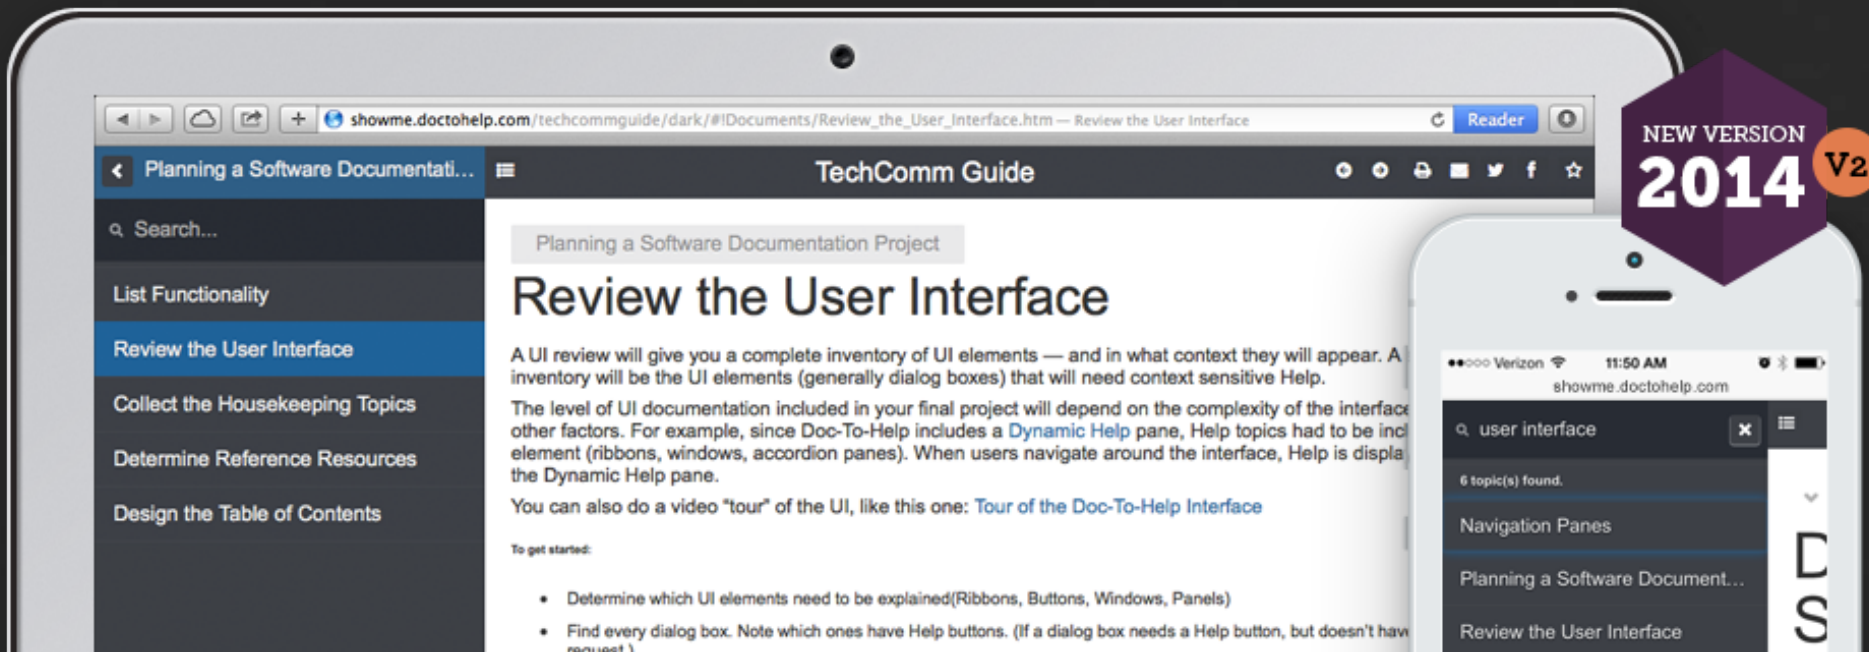 showme.doctohelp.com/techcommguide/dark/#!Documents/Review_the_User_Interface.htm — Review the User Interface
Reader
Planning a Software Documentati...
TechComm Guide
Search...
List Functionality
Review the User Interface
Collect the Housekeeping Topics
Determine Reference Resources
Design the Table of Contents
Planning a Software Documentation Project
Review the User Interface
A UI review will give you a complete inventory of UI elements — and in what context they will appear. A
inventory will be the UI elements (generally dialog boxes) that will need context sensitive Help.
The level of UI documentation included in your final project will depend on the complexity of the interface
other factors. For example, since Doc-To-Help includes a Dynamic Help pane, Help topics had to be incl
element (ribbons, windows, accordion panes). When users navigate around the interface, Help is displa
the Dynamic Help pane.
You can also do a video “tour” of the UI, like this one: Tour of the Doc-To-Help Interface
To get started:
• Determine which UI elements need to be explained(Ribbons, Buttons, Windows, Panels)
• Find every dialog box. Note which ones have Help buttons. (If a dialog box needs a Help button, but doesn't have
request.)
NEW VERSION
2014
V2
Verizon 11:50 AM
showme.doctohelp.com
user interface
6 topic(s) found.
Navigation Panes
Planning a Software Document...
Review the User Interface
D
S